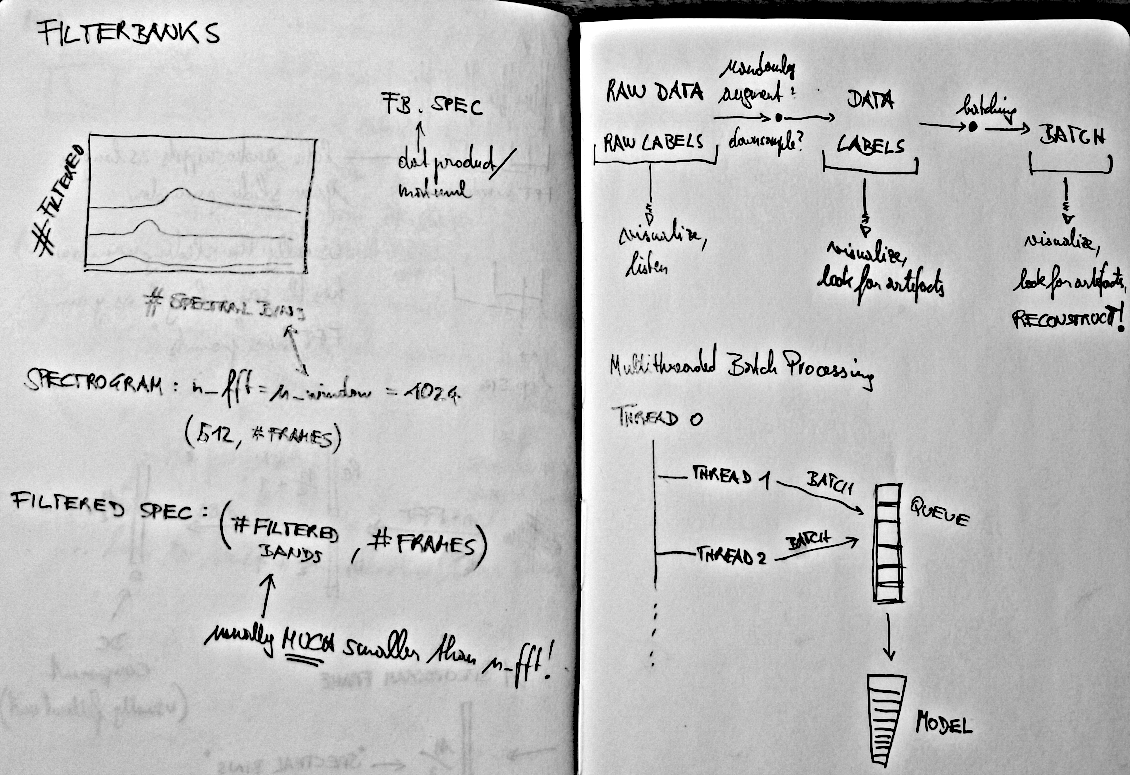 FILTERBANKS
FB . SPEC
dot product /
matmul
#FILTERED
# SPECTRAL BINS
SPECTROGRAM : n_fft = n_window = 1024
(512, #FRAMES)
FILTERED SPEC : (#FILTERED BANDS, #FRAMES)
usually MUCH smaller than n_fft!
RAW DATA
RAW LABELS
randomly
augment?
downsample?
DATA
LABELS
batching
BATCH
visualize,
listen
visualize,
look for artefacts
visualize,
look for artefacts,
RECONSTRUCT!
Multithreaded Batch Processing
THREAD 0
THREAD 1
BATCH
THREAD 2
BATCH
QUEUE
MODEL